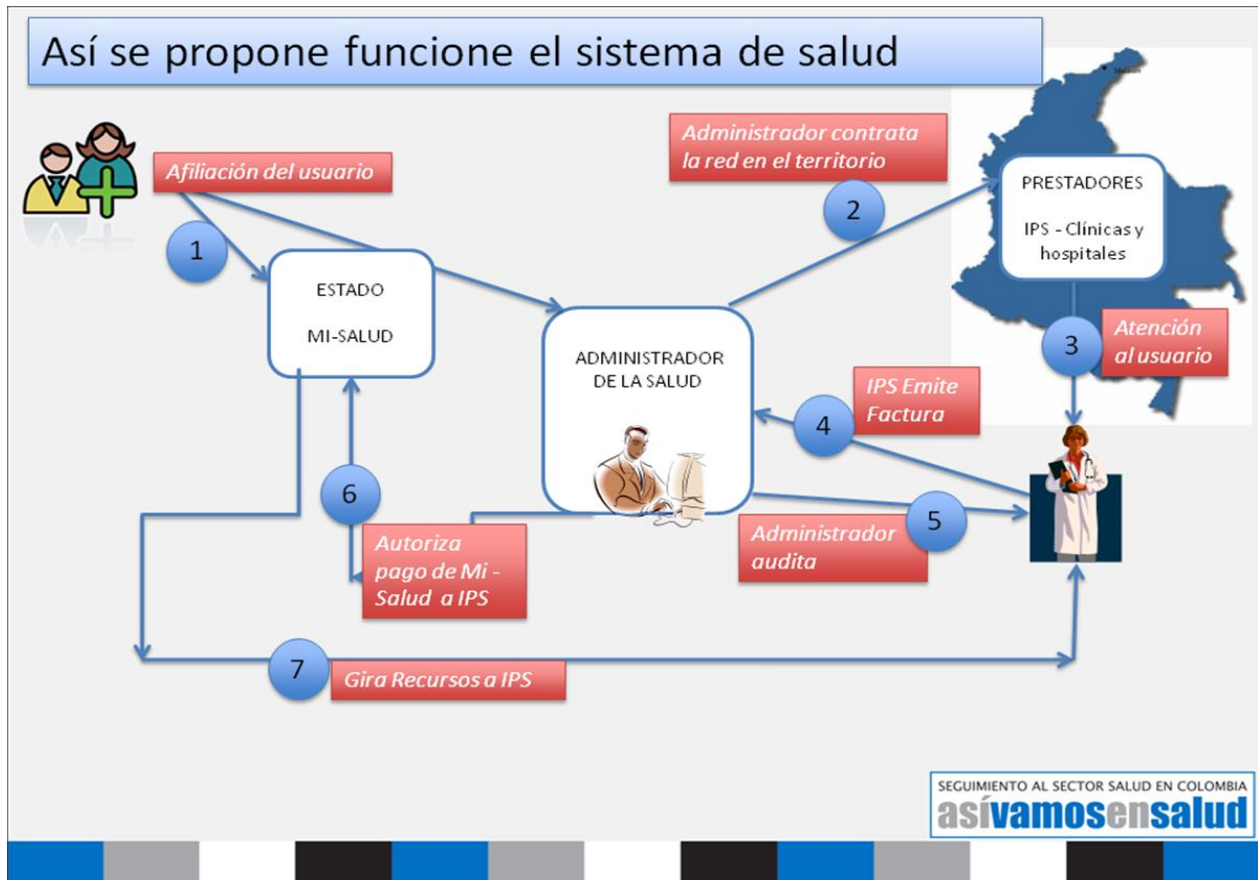 Así se propone funcione el sistema de salud
Afiliación del usuario
1
ESTADO
MI-SALUD
Administrador contrata
la red en el territorio
2
PRESTADORES
IPS - Clínicas y
hospitales
ADMINISTRADOR
DE LA SALUD
3
Atención
al usuario
IPS Emite
Factura
4
Administrador
audita
5
6
Autoriza
pago de Mi -
Salud a IPS
7
Gira Recursos a IPS
SEGUIMIENTO AL SECTOR SALUD EN COLOMBIA
asívamosensalud